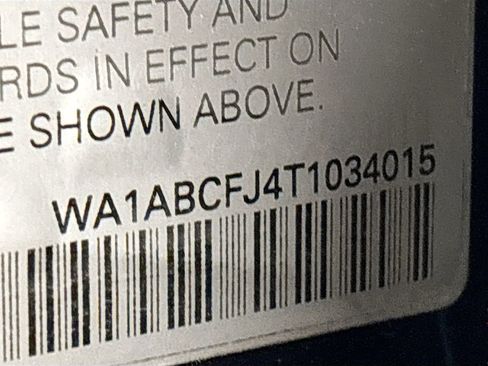 LE SAFETY AND
RDS IN EFFECT ON
E SHOWN ABOVE.
WA1ABCFJ4T1034015